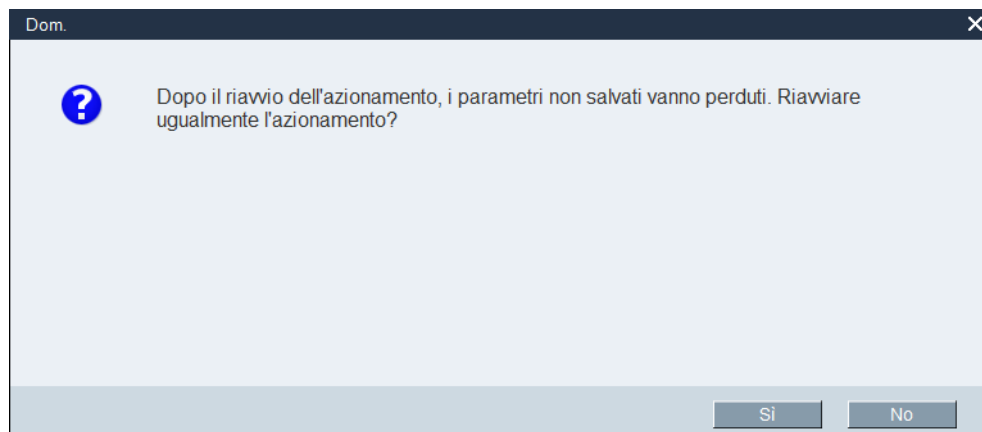 Dom.
Dopo il riavvio dell'azionamento, i parametri non salvati vanno perduti. Riavviare
ugualmente l'azionamento?
Sì
No